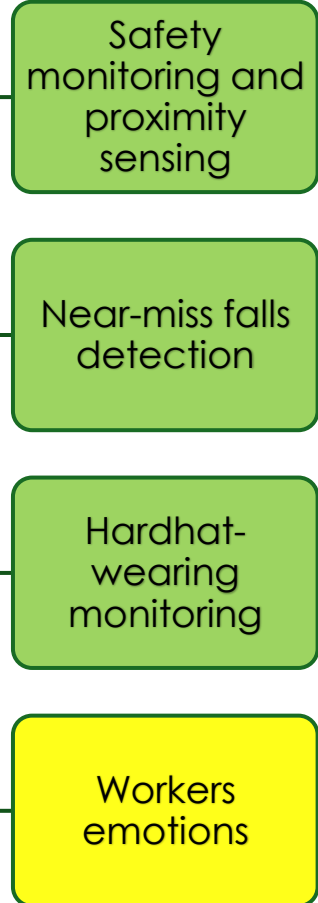 Safety
monitoring and
proximity
sensing
Near-miss falls
detection
Hardhat-
wearing
monitoring
Workers
emotions